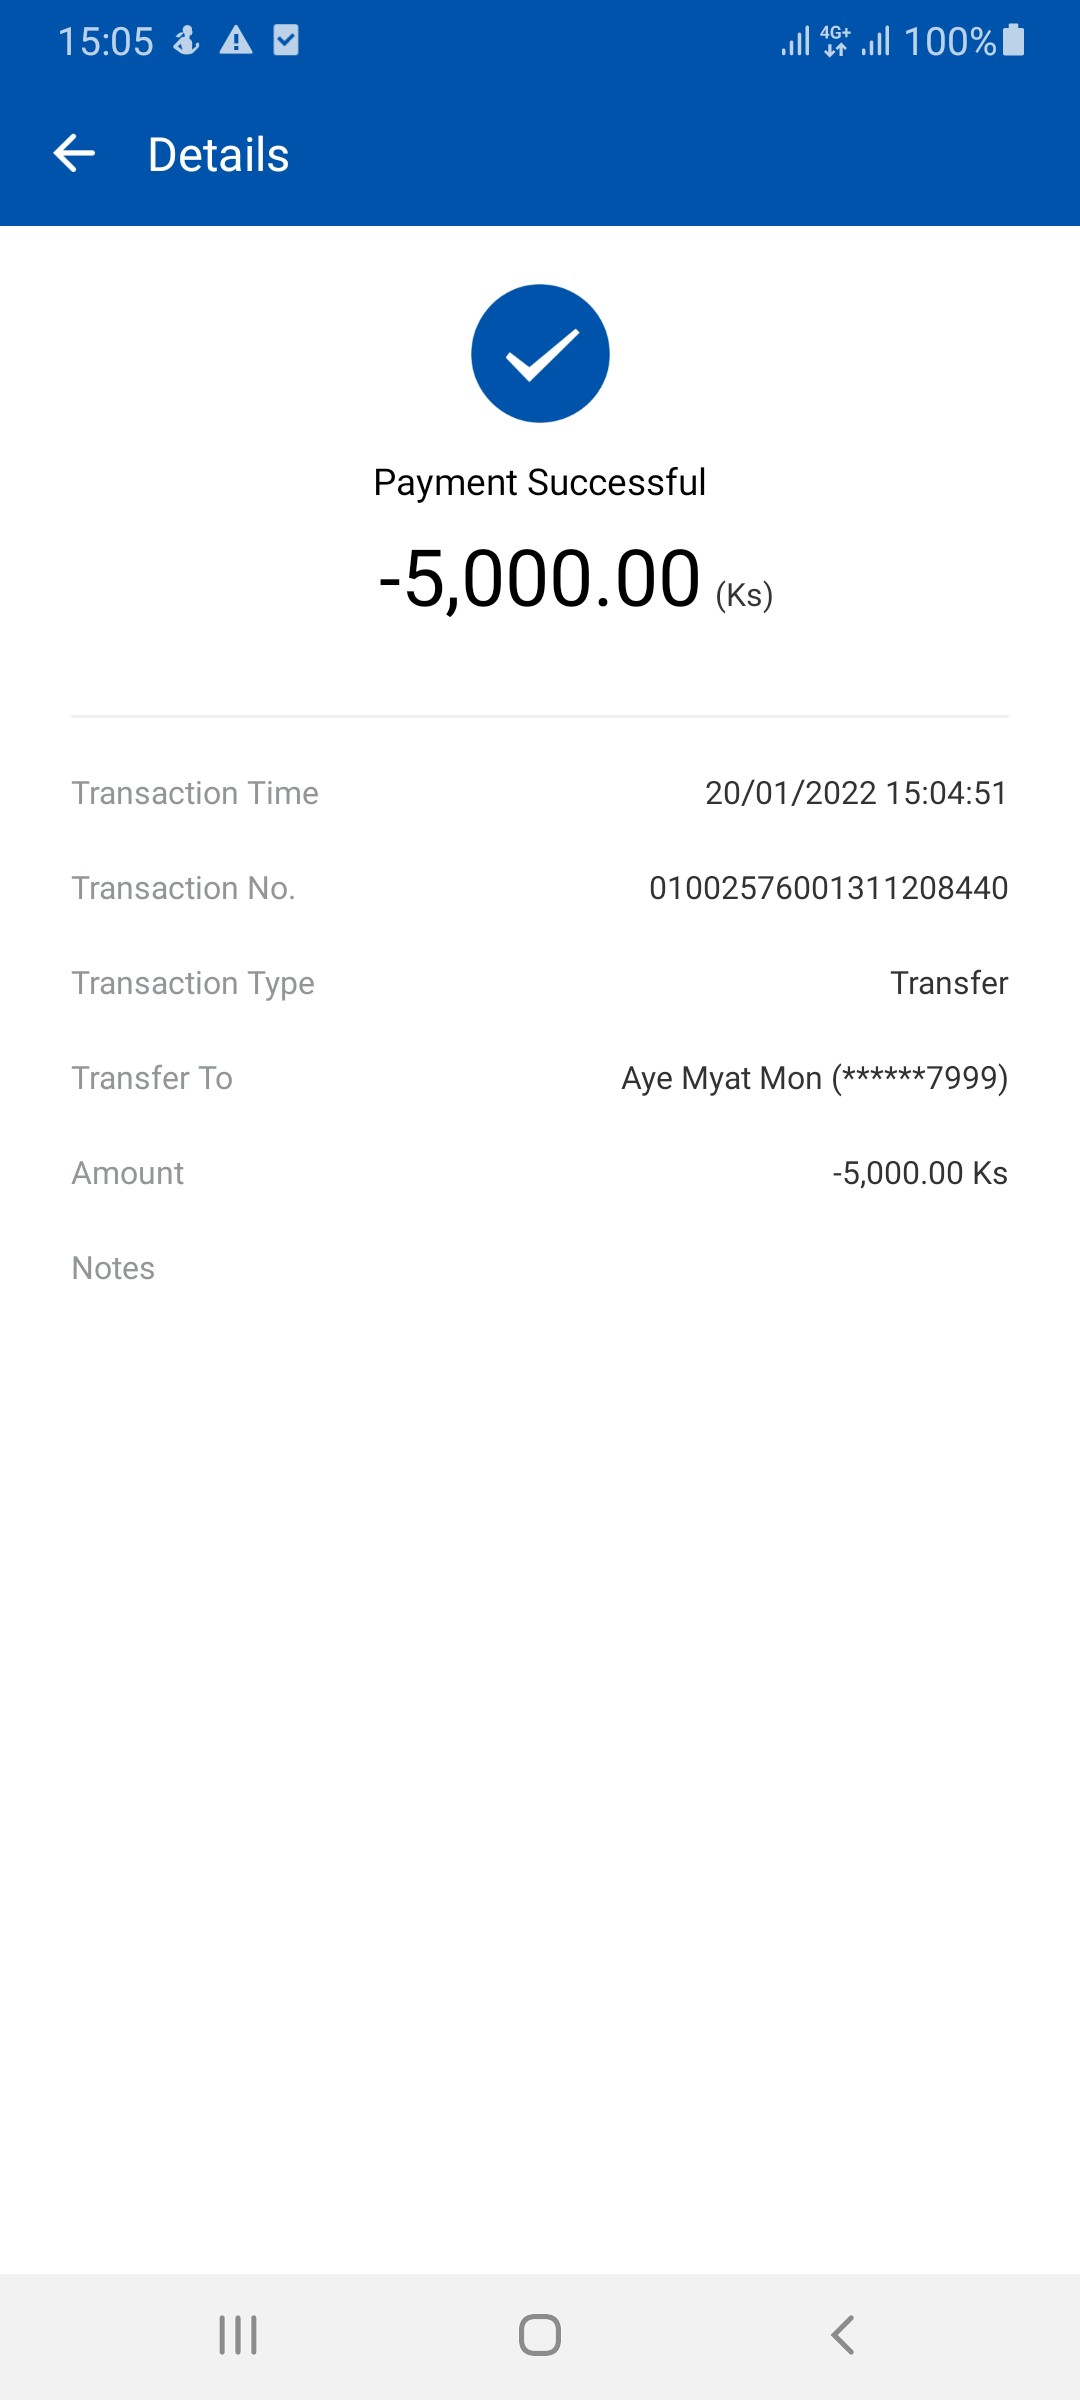 15:05 4G+ 100%
Details
Payment Successful
-5,000.00 (Ks)
Transaction Time 20/01/2022 15:04:51
Transaction No. 01002576001311208440
Transaction Type Transfer
Transfer To Aye Myat Mon (******7999)
Amount -5,000.00 Ks
Notes